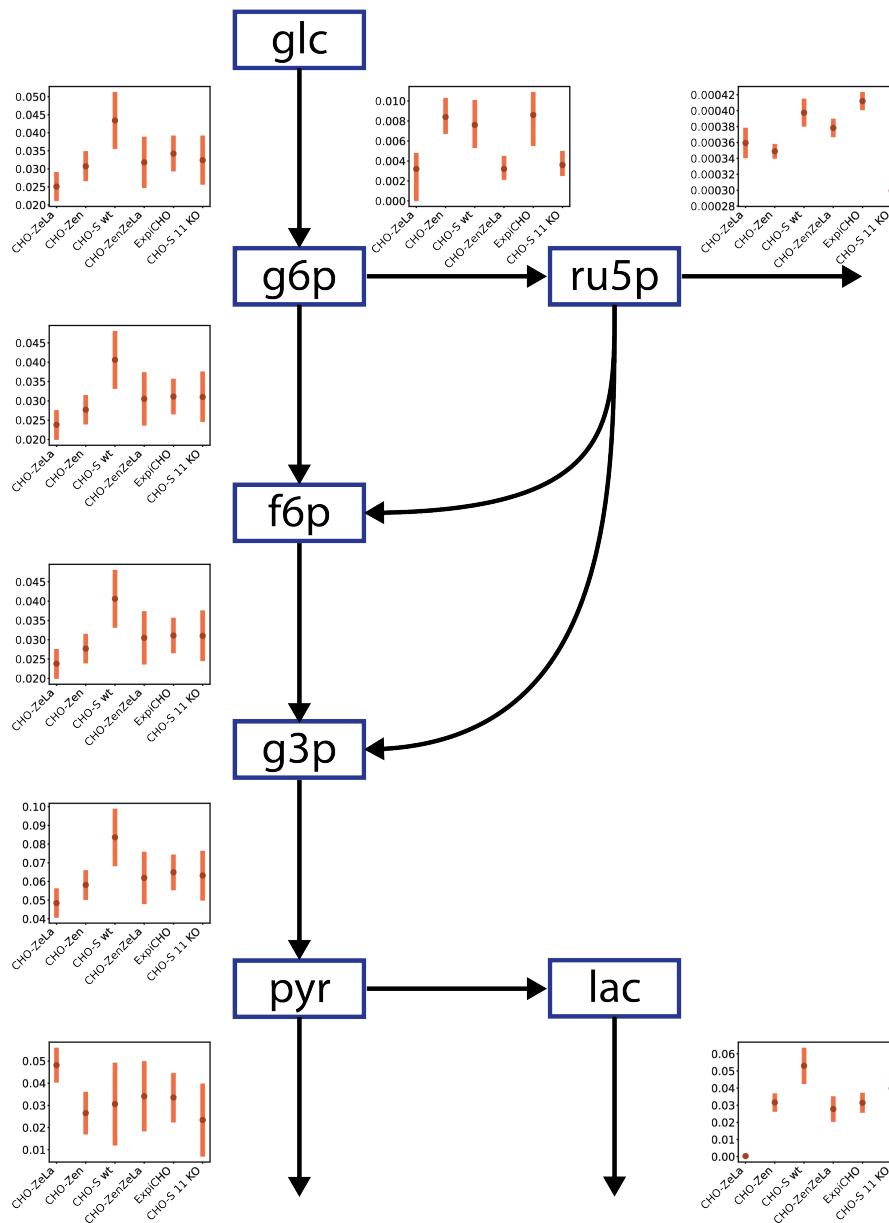 glc
0.050
0.045
0.040
0.035
0.030
0.025
0.020
CHO-ZeLa
CHO-Zen
CHO-S wt
CHO-ZenZeLa
ExpiCHO
CHO-S 11 KO
0.010
0.008
0.006
0.004
0.002
0.000
CHO-ZeLa
CHO-Zen
CHO-S wt
CHO-ZenZeLa
ExpiCHO
CHO-S 11 KO
0.00042
0.00040
0.00038
0.00036
0.00034
0.00032
0.00030
0.00028
CHO-ZeLa
CHO-Zen
CHO-S wt
CHO-ZenZeLa
ExpiCHO
CHO-S 11 KO
g6p
ru5p
0.045
0.040
0.035
0.030
0.025
0.020
CHO-ZeLa
CHO-Zen
CHO-S wt
CHO-ZenZeLa
ExpiCHO
CHO-S 11 KO
f6p
0.045
0.040
0.035
0.030
0.025
0.020
CHO-ZeLa
CHO-Zen
CHO-S wt
CHO-ZenZeLa
ExpiCHO
CHO-S 11 KO
g3p
0.10
0.09
0.08
0.07
0.06
0.05
0.04
CHO-ZeLa
CHO-Zen
CHO-S wt
CHO-ZenZeLa
ExpiCHO
CHO-S 11 KO
pyr
lac
0.05
0.04
0.03
0.02
0.01
CHO-ZeLa
CHO-Zen
CHO-S wt
CHO-ZenZeLa
ExpiCHO
CHO-S 11 KO
0.06
0.05
0.04
0.03
0.02
0.01
0.00
CHO-ZeLa
CHO-Zen
CHO-S wt
CHO-ZenZeLa
ExpiCHO
CHO-S 11 KO